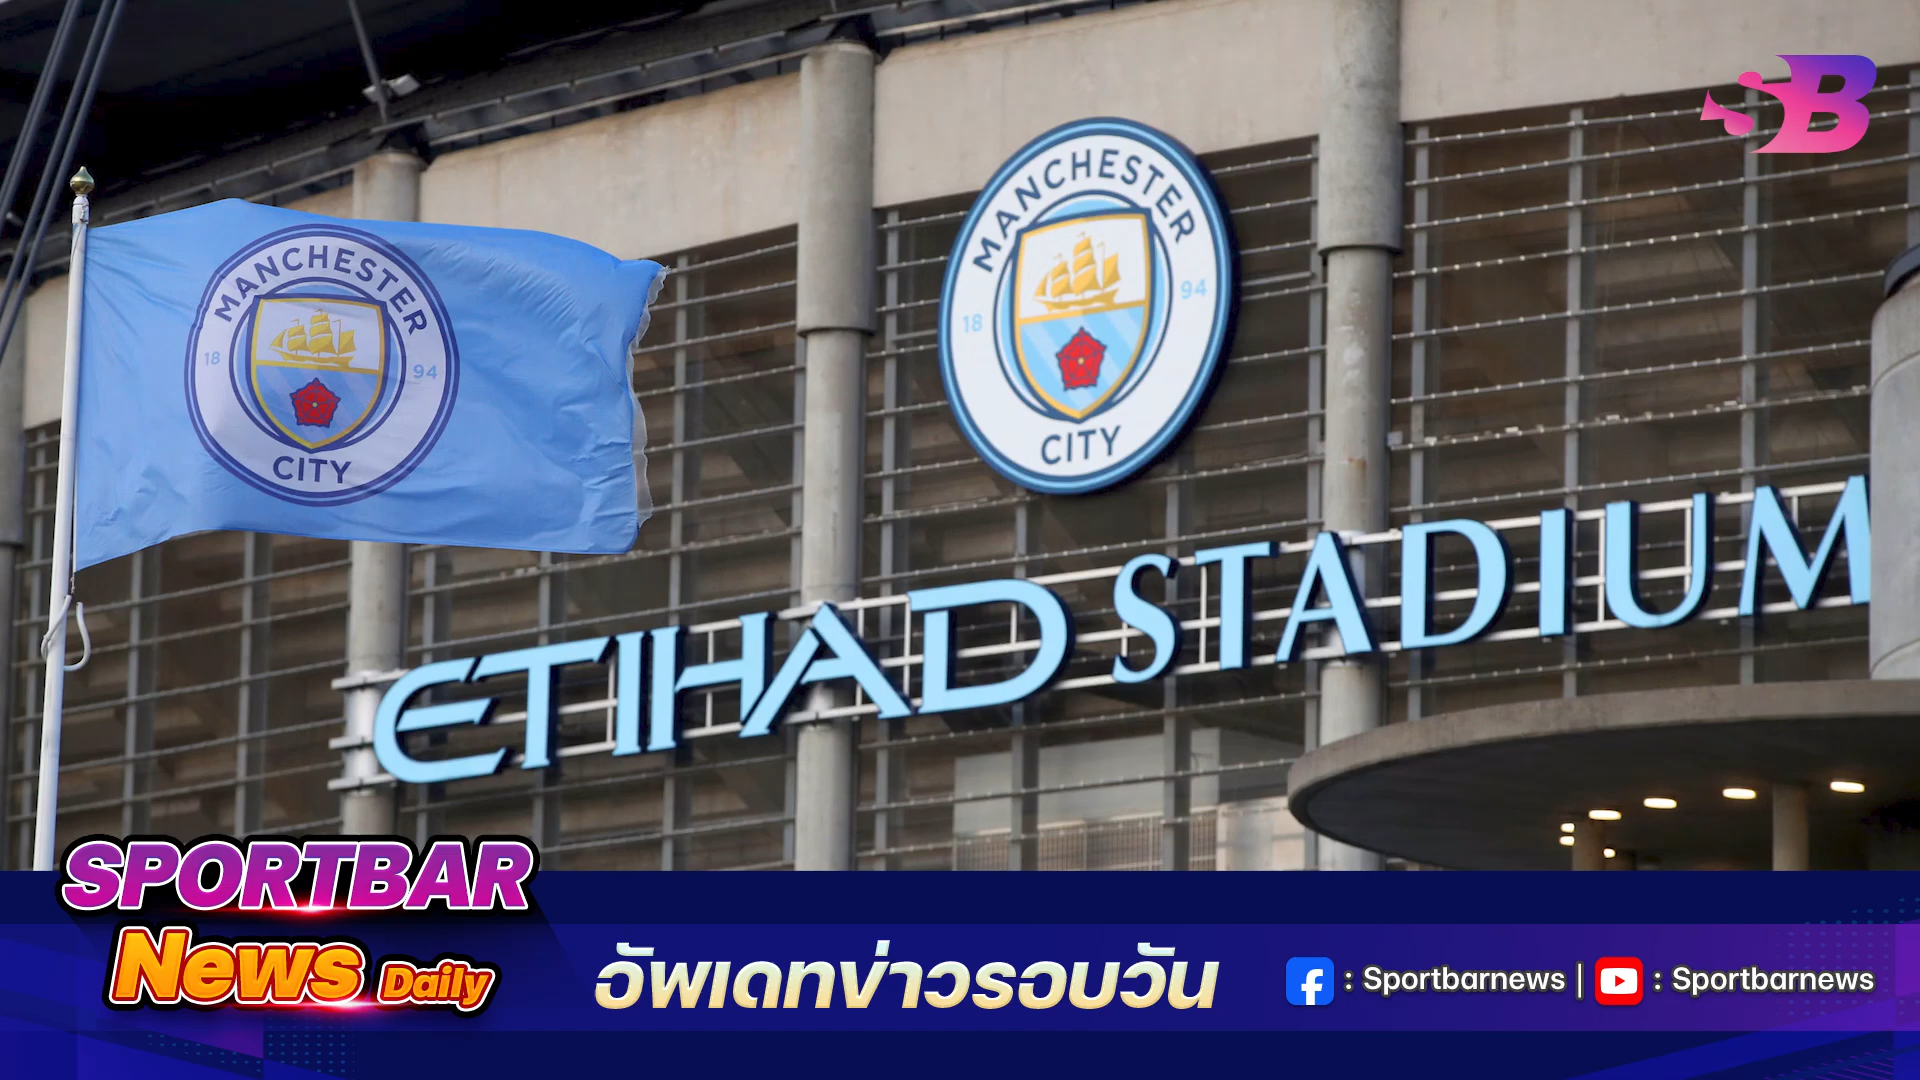 B
MANCHESTER
18 94
CITY
MANCHESTER
18 94
CITY
ETIHAD STADIUM
SPORTBAR
News Daily
อัพเดทข่าวรอบวัน
: Sportbarnews | : Sportbarnews